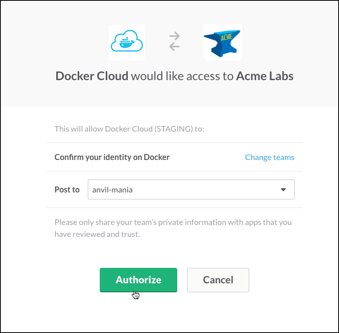 ACME
Docker Cloud would like access to Acme Labs
This will allow Docker Cloud (STAGING) to:
Confirm your identity on Docker Change teams
Post to anvil-mania
Please only share your team's private information with apps that you
have reviewed and trust.
Authorize Cancel